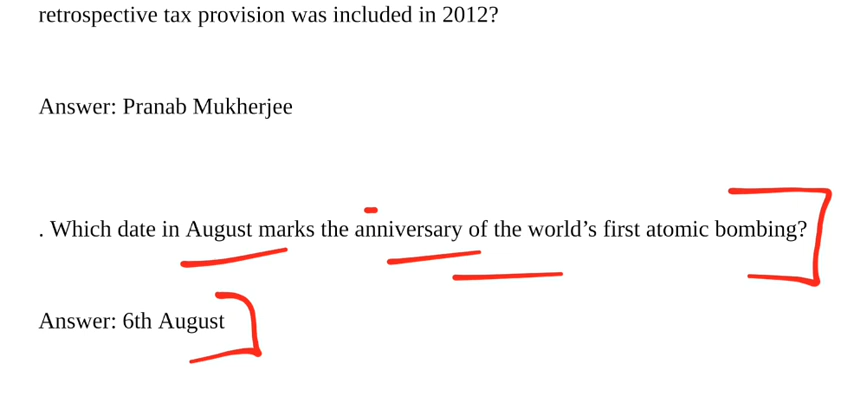 retrospective tax provision was included in 2012?
Answer: Pranab Mukherjee
. Which date in August marks the anniversary of the world’s first atomic bombing?
Answer: 6th August